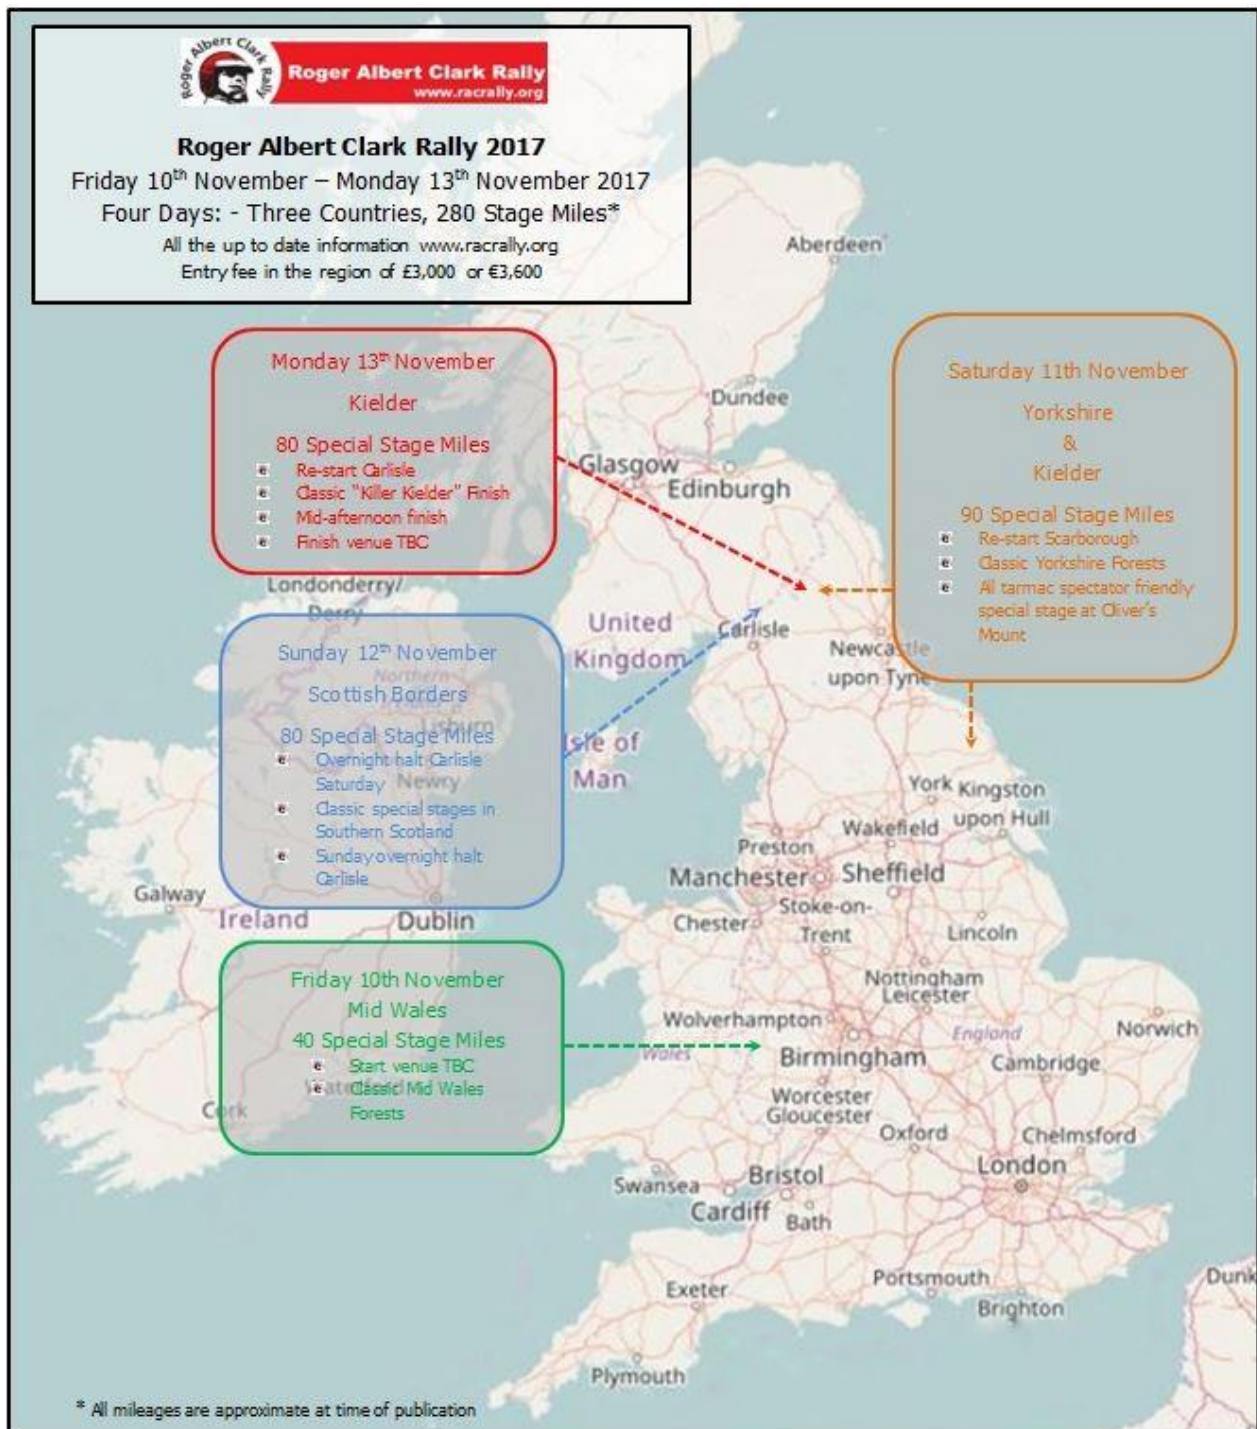 Roger Albert Clark Rally
Roger Albert Clark Rally
www.racrally.org
Roger Albert Clark Rally 2017
Friday 10th November – Monday 13th November 2017
Four Days: - Three Countries, 280 Stage Miles*
All the up to date information www.racrally.org
Entry fee in the region of £3,000 or €3,600
Aberdeen
Monday 13th November
Kielder
80 Special Stage Miles
Re-start Carlisle
Classic "Killer Kielder" Finish
Mid-afternoon finish
Finish venue TBC
Saturday 11th November
Yorkshire
&
Kielder
90 Special Stage Miles
Re-start Scarborough
Classic Yorkshire Forests
All tarmac spectator friendly
special stage at Oliver's
Mount
Dundee
Glasgow
Edinburgh
Londonderry/
Derry
United
Kingdom
Carlisle
Newcastle
upon Tyne
Sunday 12th November
Northern
Scottish Borders
Lisburn
80 Special Stage Miles
Overnight halt Carlisle
Saturday
Newry
Classic special stages in
Southern Scotland
Sunday overnight halt
Carlisle
Isle of
Man
York
Kingston
upon Hull
Wakefield
Preston
Manchester
Sheffield
Galway
Ireland
Dublin
Chester
Stoke-on-
Trent
Lincoln
Nottingham
Leicester
Friday 10th November
Mid Wales
40 Special Stage Miles
Start venue TBC
Classic Mid Wales
Forests
Cork
Wolverhampton
Wales
Birmingham
England
Norwich
Cambridge
Worcester
Gloucester
Oxford
Chelmsford
London
Swansea
Bristol
Cardiff
Bath
Exeter
Portsmouth
Brighton
Dunk
Plymouth
* All mileages are approximate at time of publication